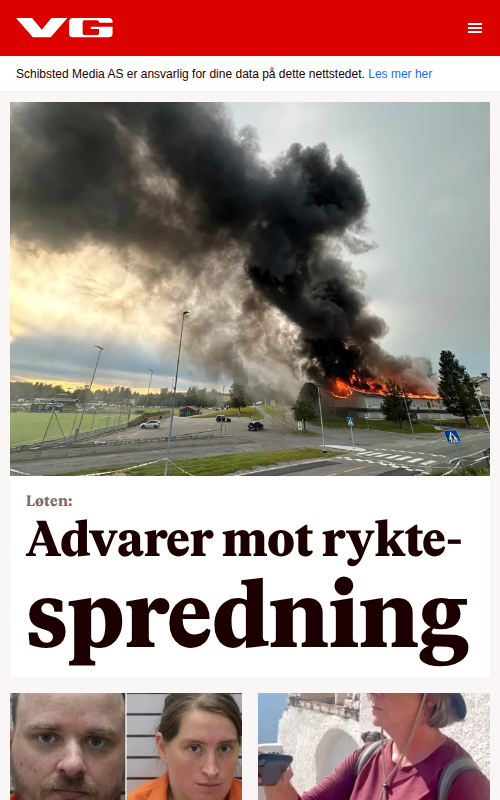 VG
Schibsted Media AS er ansvarlig for dine data på dette nettstedet. Les mer her
Løten:
Advarer mot rykte-
spredning